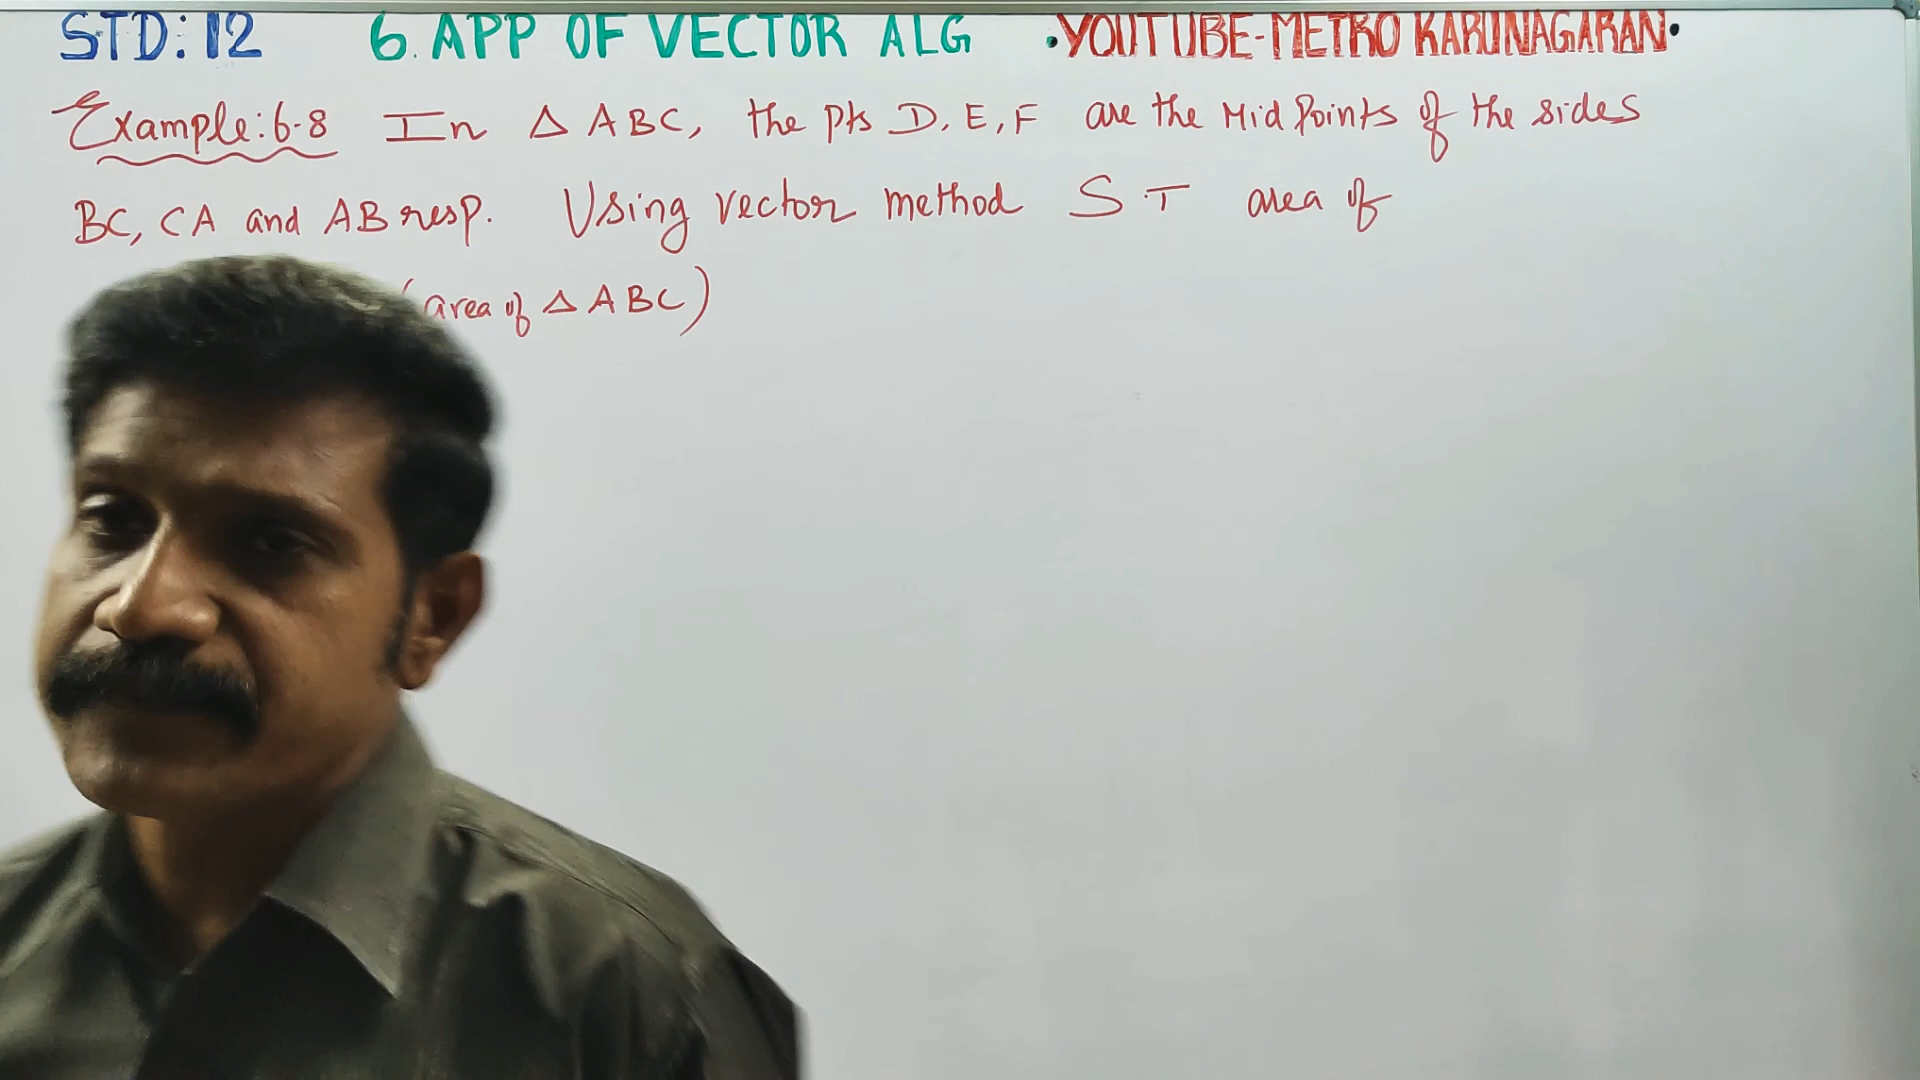 STD: 12 6. APP OF VECTOR ALG •YOUTUBE-METRO KARUNAGARAN•
Example: 6.8 In Δ ABC, the pts D, E, F are the Mid Points of the sides
BC, CA and AB resp. Using vector method S.T area of
(area of Δ ABC)